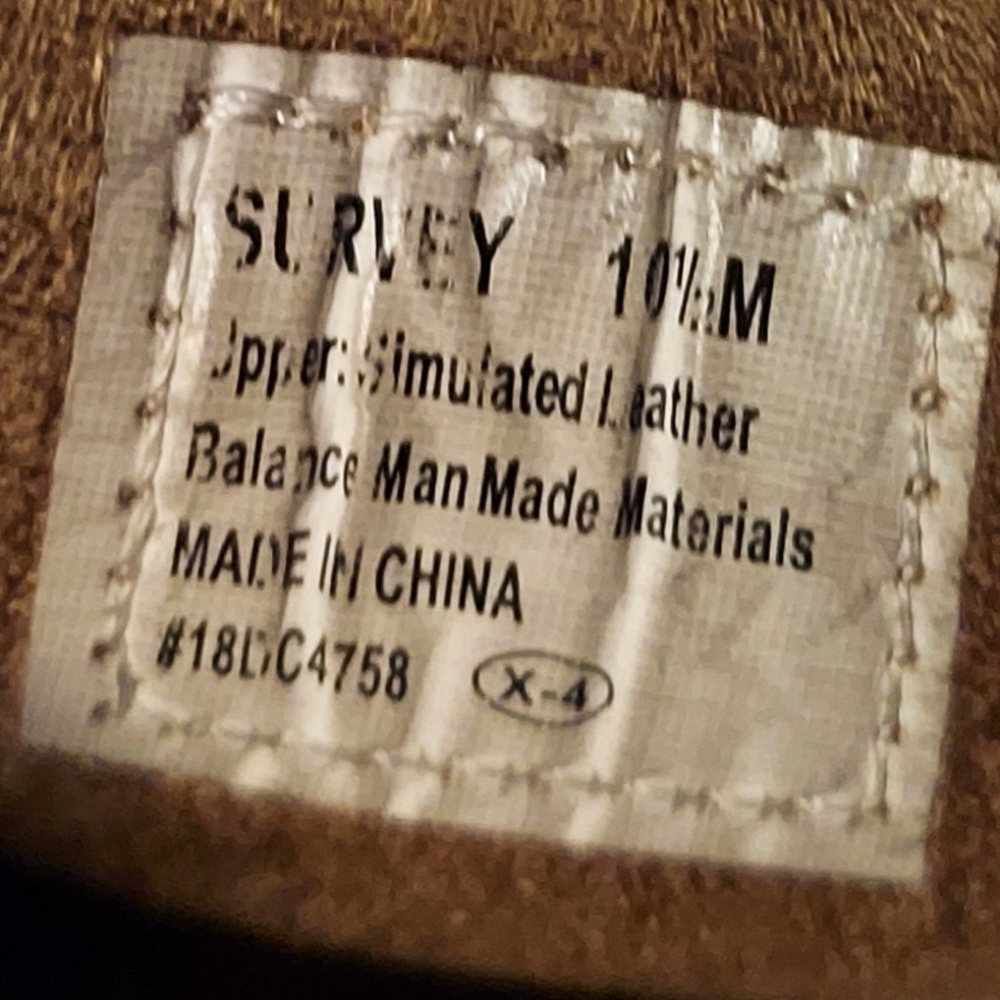 SURVEY 10½M
Upper: Simulated Leather
Balance Man Made Materials
MADE IN CHINA
#18DC4758 X-4